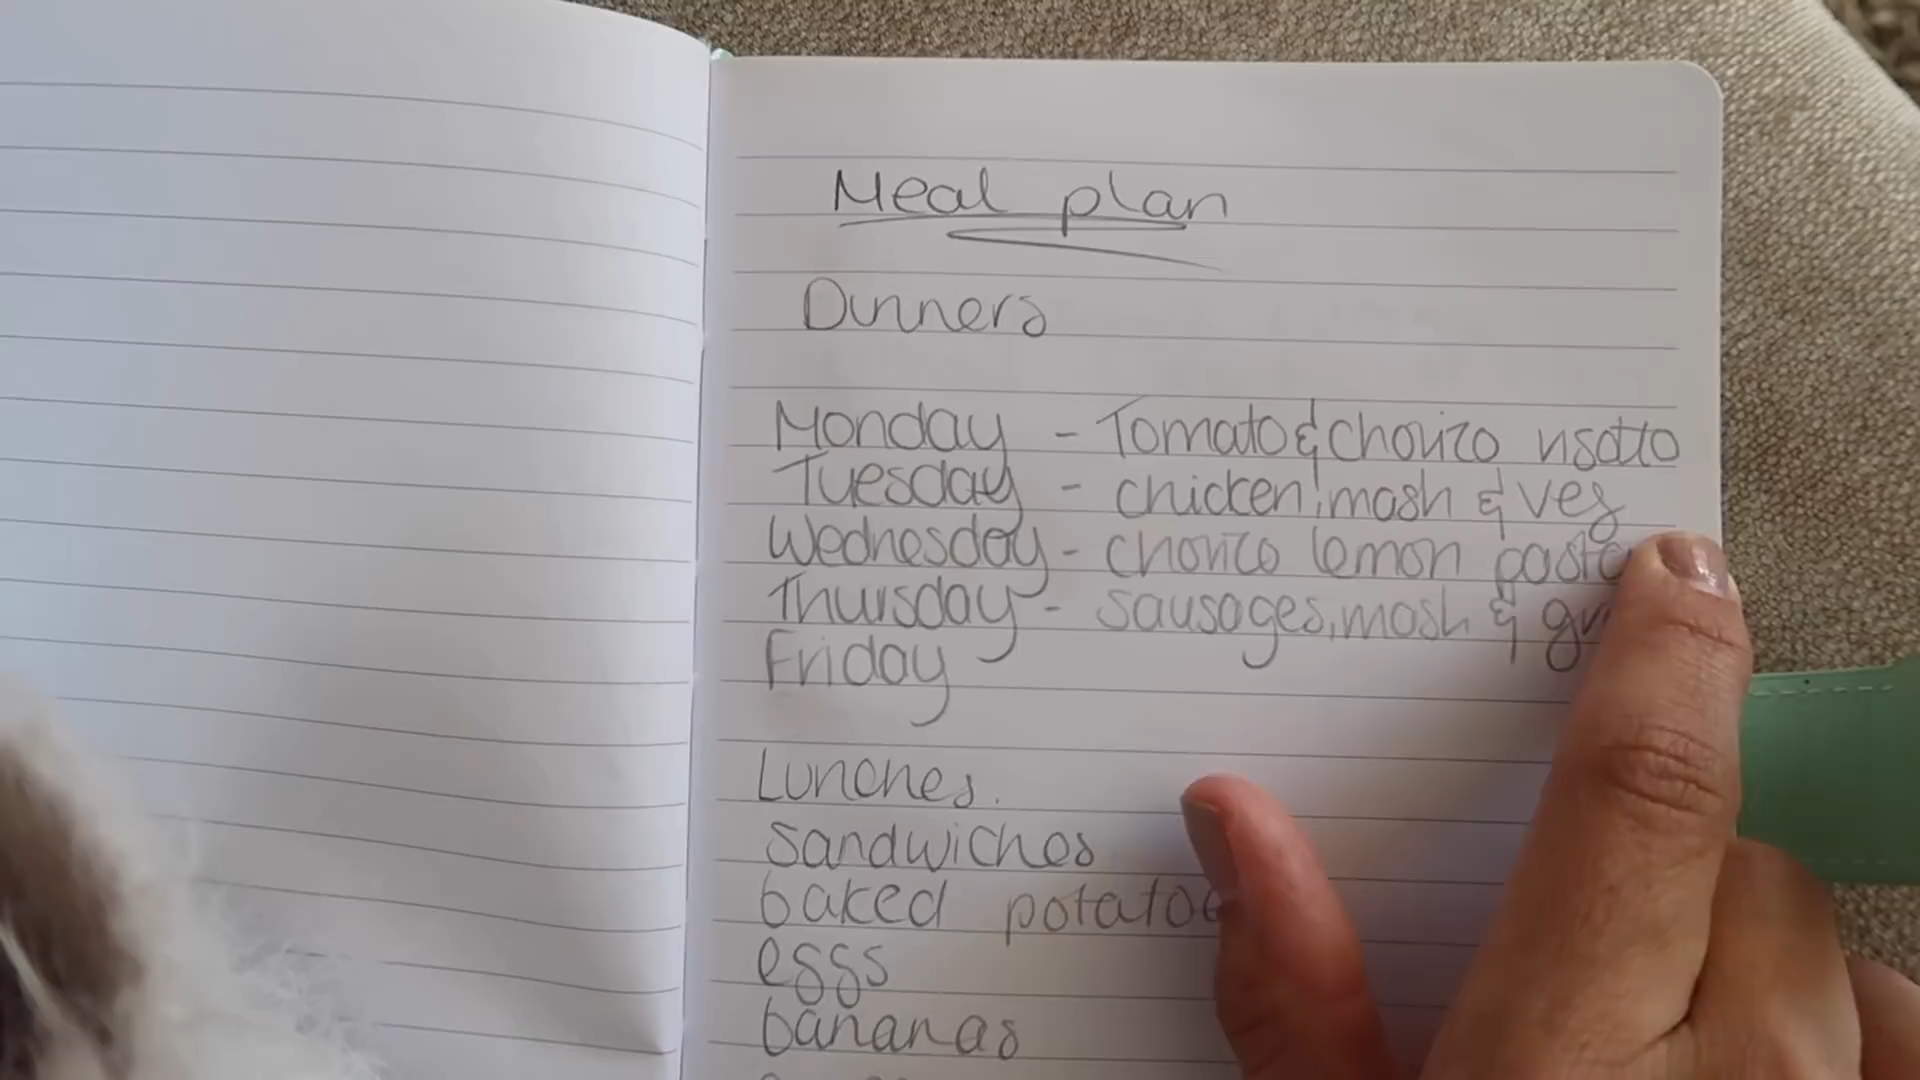 Meal plan
Dinners
Monday - Tomato & chorizo risotto
Tuesday - chicken, mash & veg
Wednesday - chorizo lemon pasta
Thursday - sausages, mash &
Friday
Lunches.
sandwiches
baked
eggs
bananas